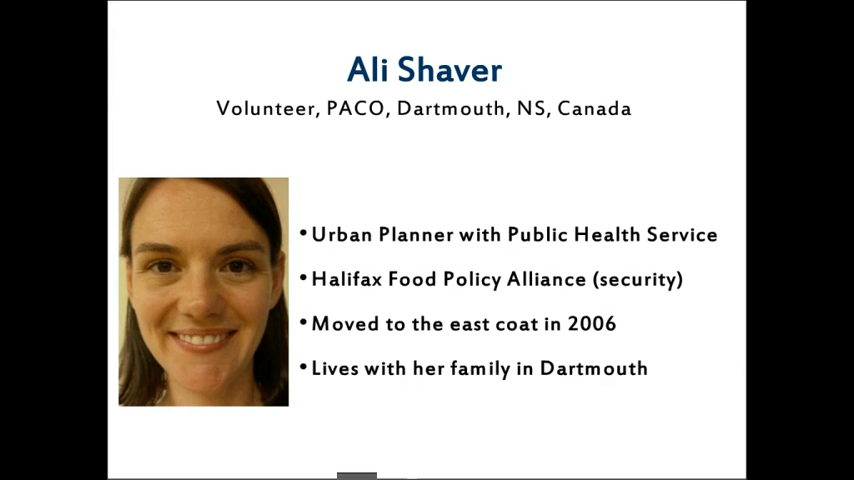 Ali Shaver
Volunteer, PACO, Dartmouth, NS, Canada
• Urban Planner with Public Health Service
• Halifax Food Policy Alliance (security)
• Moved to the east coat in 2006
• Lives with her family in Dartmouth